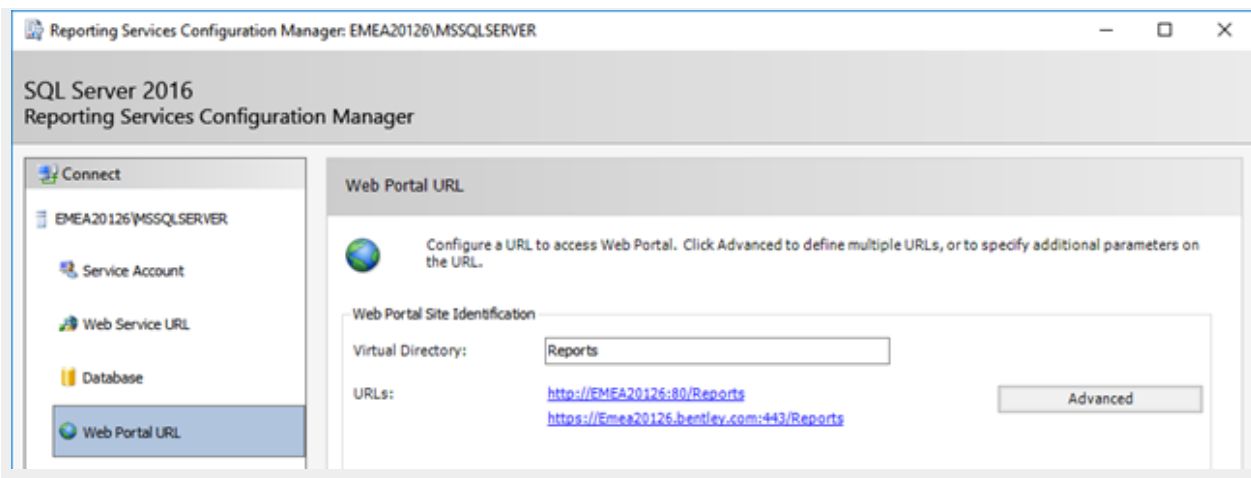 Reporting Services Configuration Manager: EMEA20126\MSSQLSERVER
SQL Server 2016
Reporting Services Configuration Manager
Connect
EMEA20126\MSSQLSERVER
Service Account
Web Service URL
Database
Web Portal URL
Web Portal URL
Configure a URL to access Web Portal. Click Advanced to define multiple URLs, or to specify additional parameters on
the URL.
Web Portal Site Identification
Virtual Directory: Reports
URLs: http://EMEA20126:80/Reports Advanced
https://Emea20126.bentley.com:443/Reports